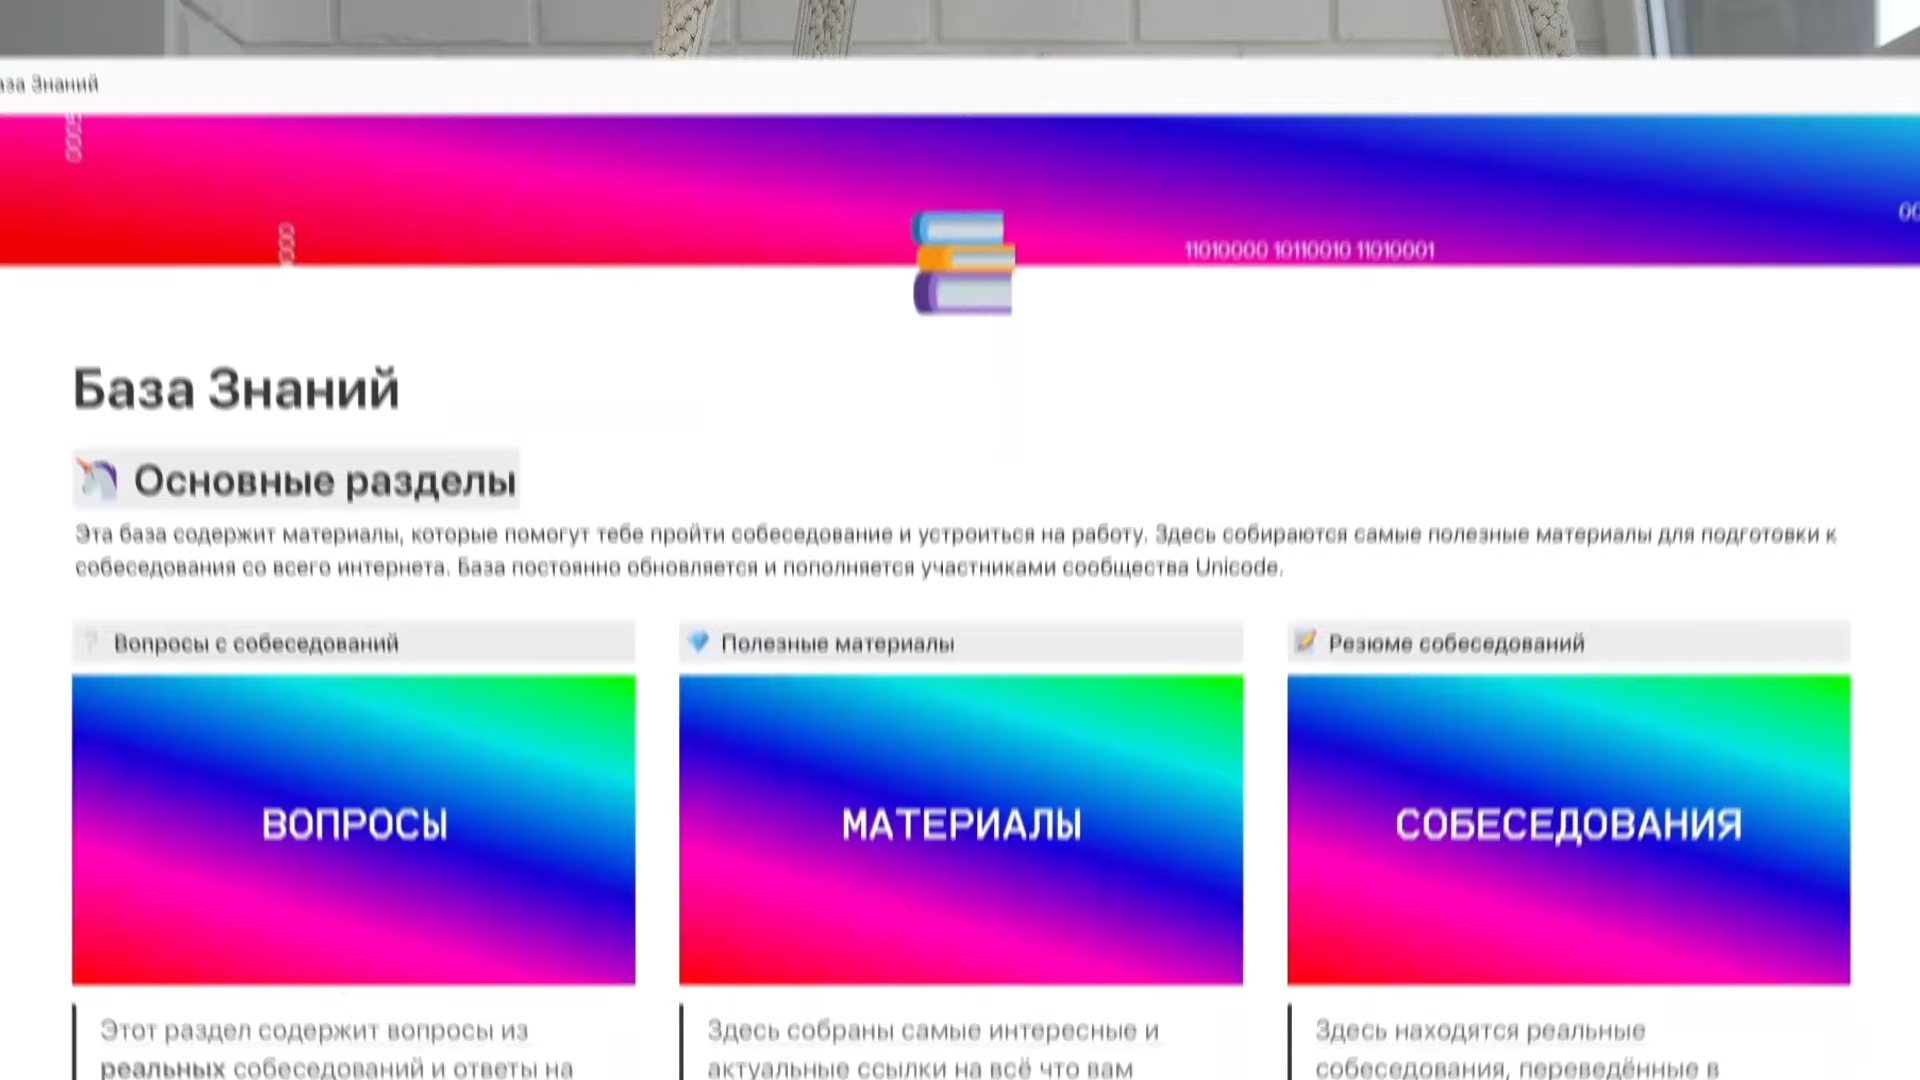 База Знаний
000
11010000 10110010 11010001
База Знаний
Основные разделы
Эта база содержит материалы, которые помогут тебе пройти собеседование и устроиться на работу. Здесь собираются самые полезные материалы для подготовки к
собеседования со всего интернета. База постоянно обновляется и пополняется участниками сообщества Unicode.
Вопросы с собеседований
Полезные материалы
Резюме собеседований
ВОПРОСЫ
МАТЕРИАЛЫ
СОБЕСЕДОВАНИЯ
Этот раздел содержит вопросы из
реальных собеседований и ответы на
Здесь собраны самые интересные и
актуальные ссылки на всё что вам
Здесь находятся реальные
собеседования, переведённые в